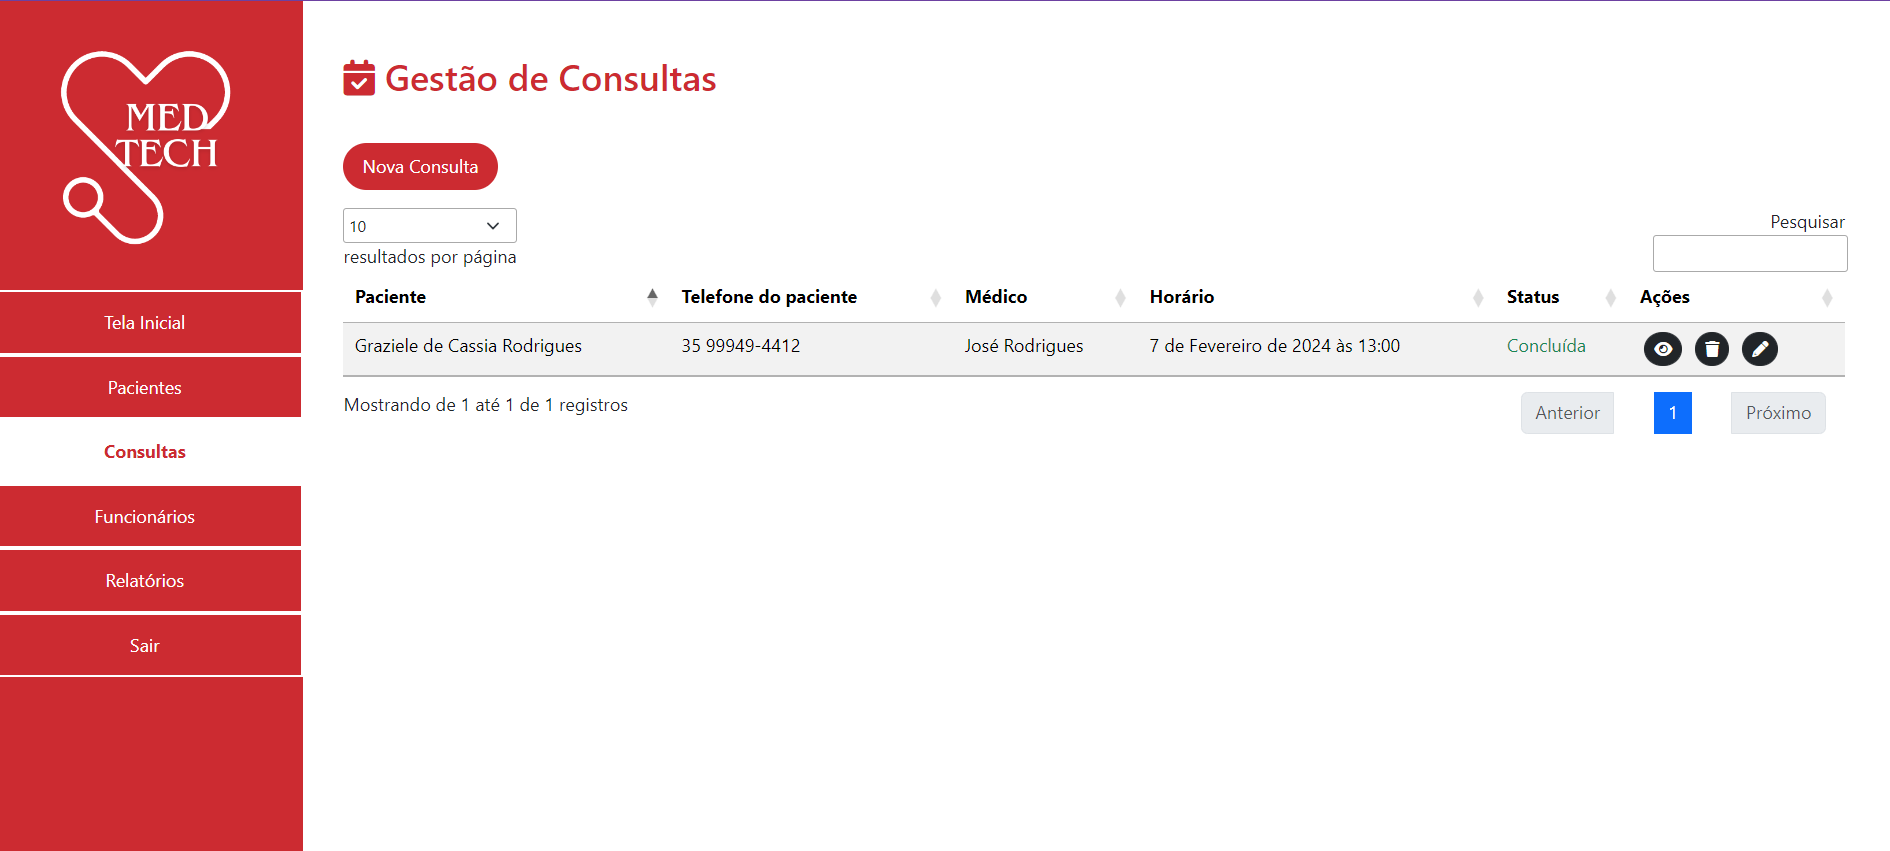 MED
TECH
Tela Inicial
Pacientes
Consultas
Funcionários
Relatórios
Sair
Gestão de Consultas
Nova Consulta
10
resultados por página
Pesquisar
Paciente Telefone do paciente Médico Horário Status Ações
Graziele de Cassia Rodrigues 35 99949-4412 José Rodrigues 7 de Fevereiro de 2024 às 13:00 Concluída
Mostrando de 1 até 1 de 1 registros
Anterior 1 Próximo